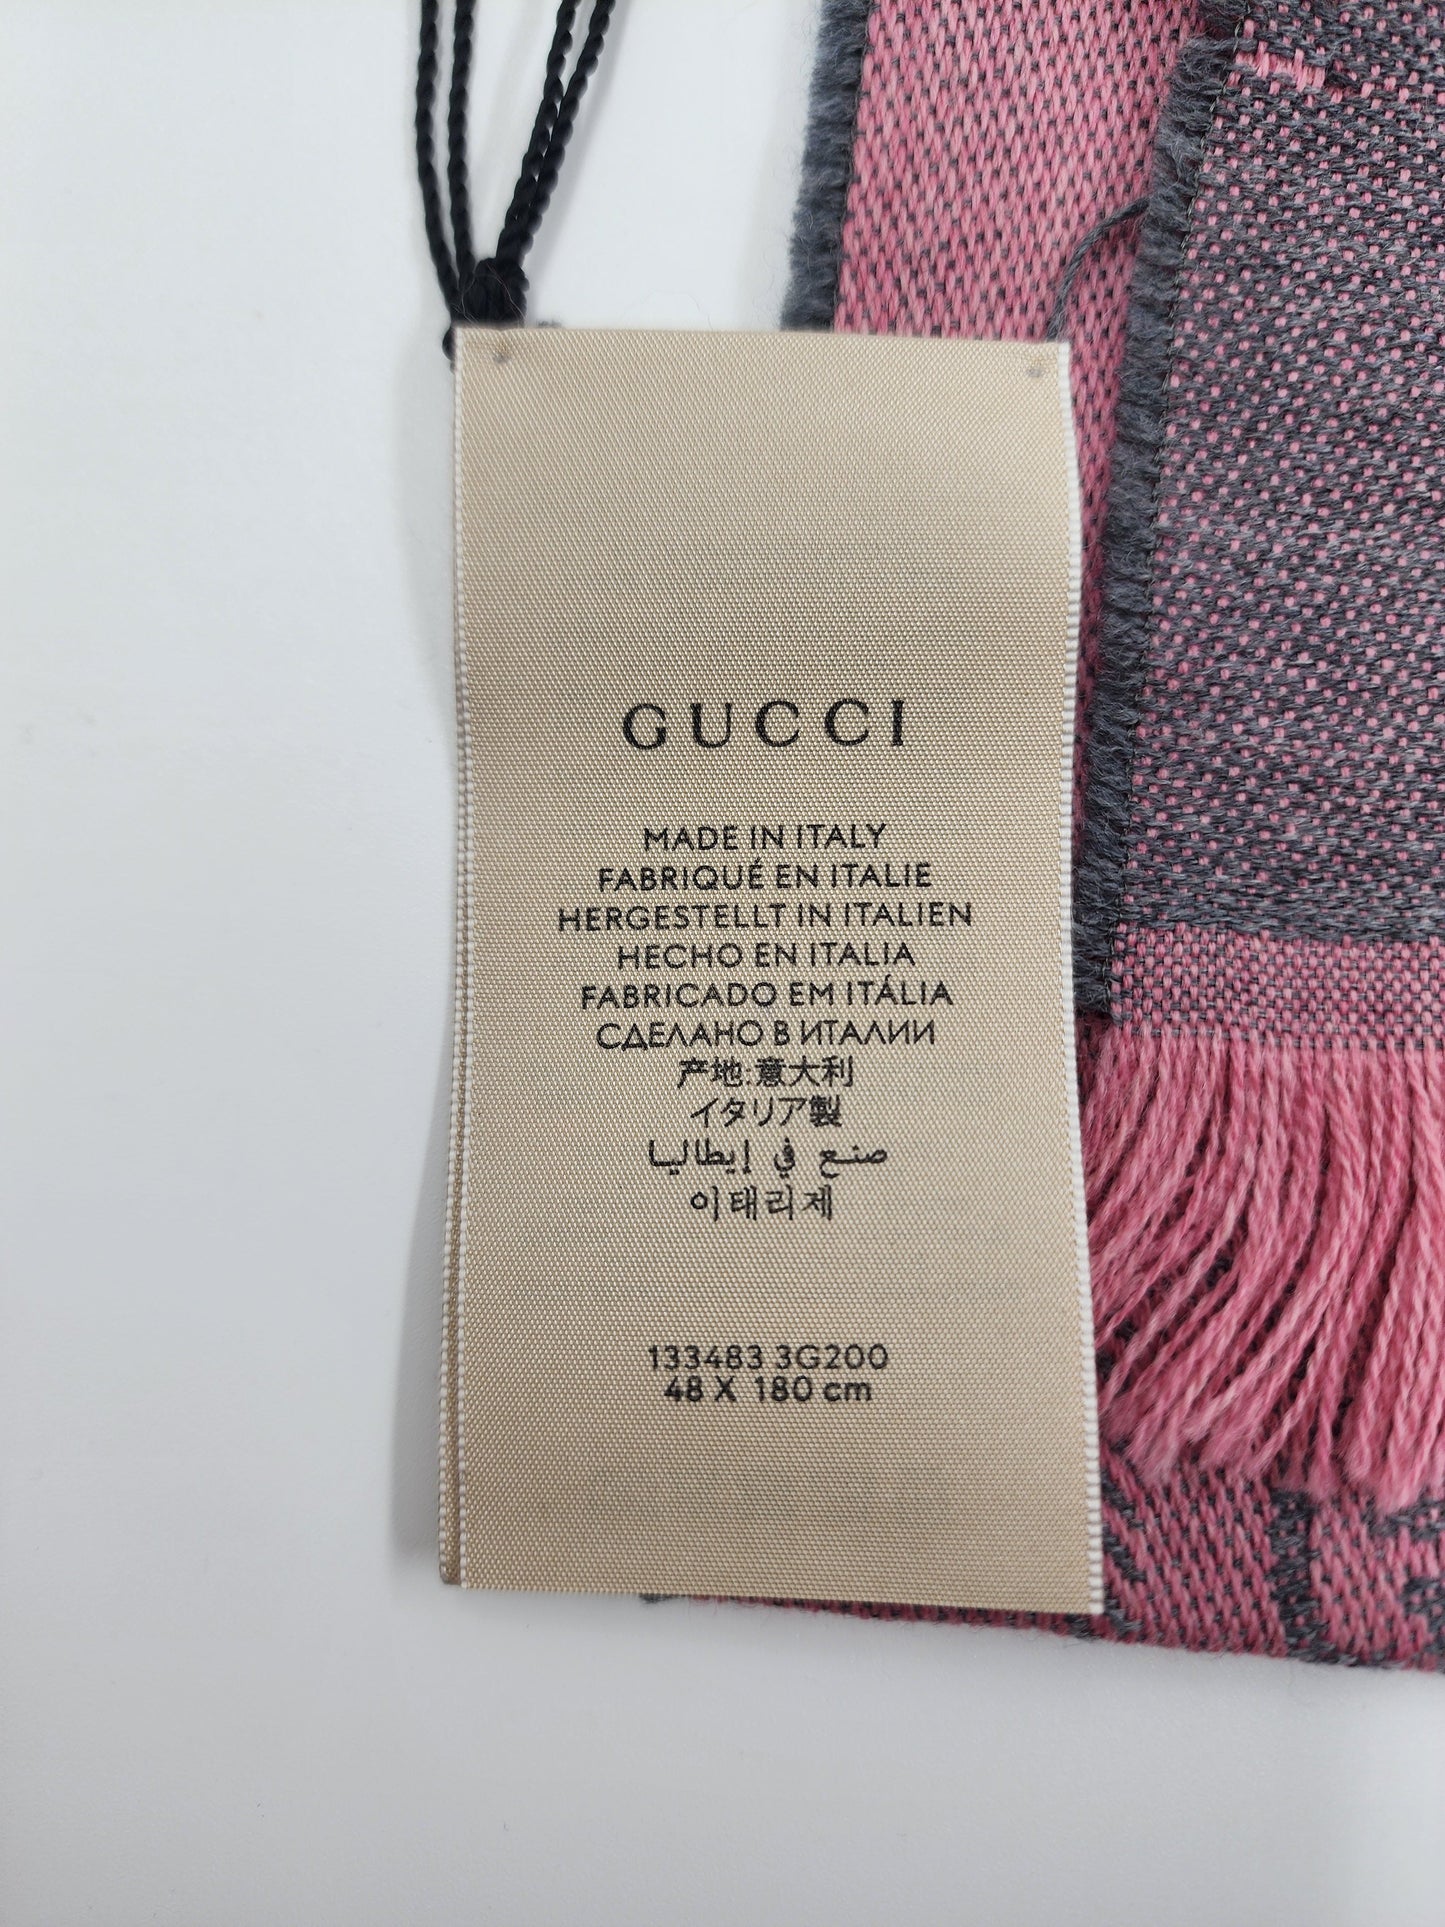 GUCCI
MADE IN ITALY
FABRIQUÉ EN ITALIE
HERGESTELLT IN ITALIEN
HECHO EN ITALIA
FABRICADO EM ITÁLIA
СДЕЛАНО В ИТАЛИИ
产地:意大利
イタリア製
صنع في إيطاليا
이태리제
133483 3G200
48 X 180 cm